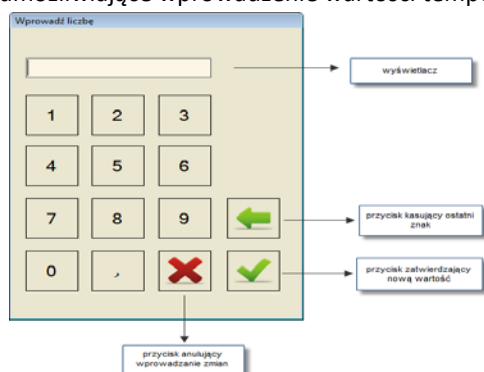 umożliwiające wprowadzenie wartości temp
Wprowadź liczbę
wyświetlacz
1 2 3
4 5 6
7 8 9
przycisk kasujący ostatni
znak
0 ,
przycisk zatwierdzający
nową wartość
przycisk anulujący
wprowadzanie zmian